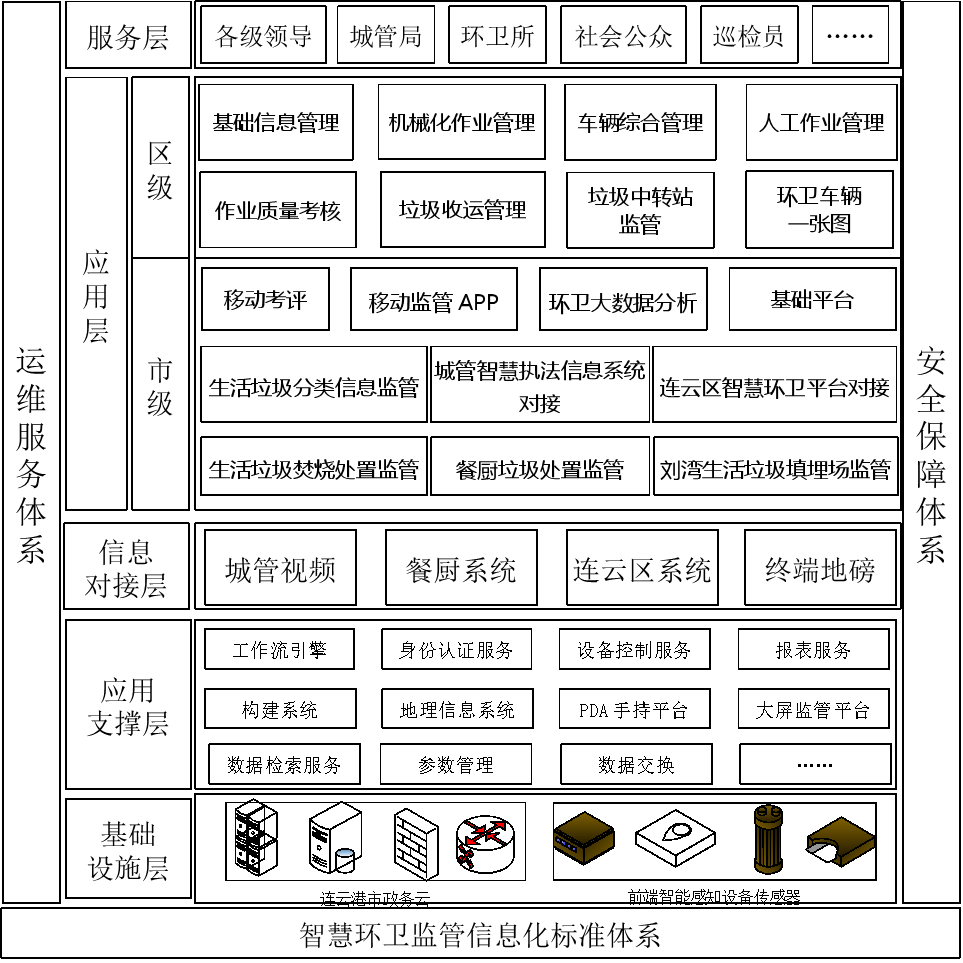 服务层
各级领导
城管局
环卫所
社会公众
巡检员
……
运维服务体系
安全保障体系
应用层
区级
基础信息管理
机械化作业管理
车辆综合管理
人工作业管理
作业质量考核
垃圾收运管理
垃圾中转站
监管
环卫车辆
一张图
市级
移动考评
移动监管 APP
环卫大数据分析
基础平台
生活垃圾分类信息监管
城管智慧执法信息系统
对接
连云区智慧环卫平台对接
生活垃圾焚烧处置监管
餐厨垃圾处置监管
刘湾生活垃圾填埋场监管
信息
对接层
城管视频
餐厨系统
连云区系统
终端地磅
应用
支撑层
工作流引擎
身份认证服务
设备控制服务
报表服务
构建系统
地理信息系统
PDA 手持平台
大屏监管平台
数据检索服务
参数管理
数据交换
……
基础
设施层
连云港市政务云
前端智能感知设备传感器
智慧环卫监管信息化标准体系